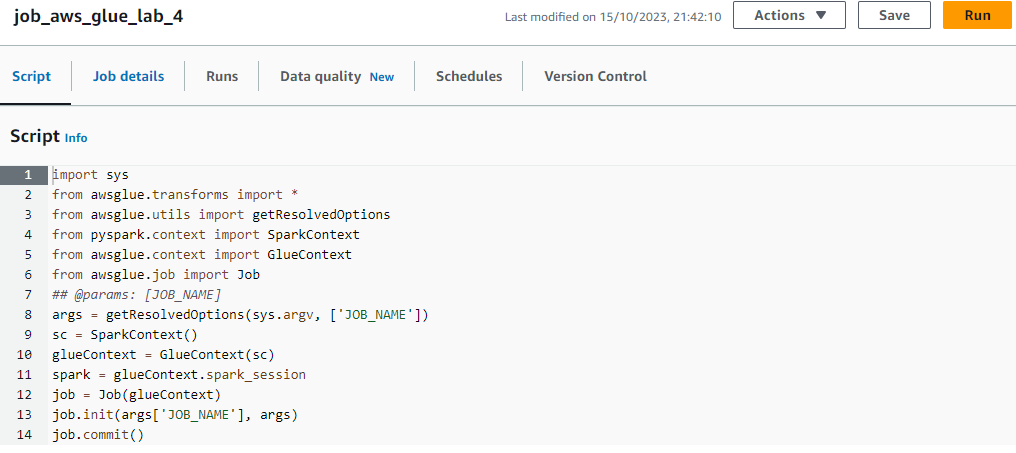 job_aws_glue_lab_4 Last modified on 15/10/2023, 21:42:10 Actions ▼ Save Run
Script Job details Runs Data quality New Schedules Version Control
Script Info
1 import sys
2 from awsglue.transforms import *
3 from awsglue.utils import getResolvedOptions
4 from pyspark.context import SparkContext
5 from awsglue.context import GlueContext
6 from awsglue.job import Job
7 ## @params: [JOB_NAME]
8 args = getResolvedOptions(sys.argv, ['JOB_NAME'])
9 sc = SparkContext()
10 glueContext = GlueContext(sc)
11 spark = glueContext.spark_session
12 job = Job(glueContext)
13 job.init(args['JOB_NAME'], args)
14 job.commit()